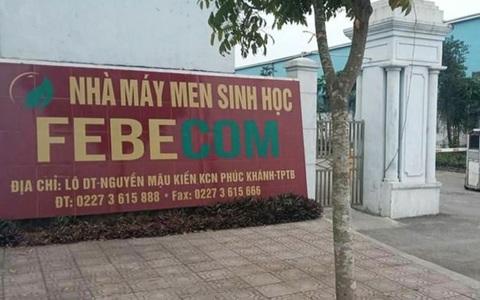 NHÀ MÁY MEN SINH HỌC
FEBECOM
ĐỊA CHỈ: LÔ DT-NGUYỄN MẬU KIẾN KCN PHÚC KHÁNH-TPTB
ĐT: 0227 3 615 888 • Fax: 0227 3 615 666